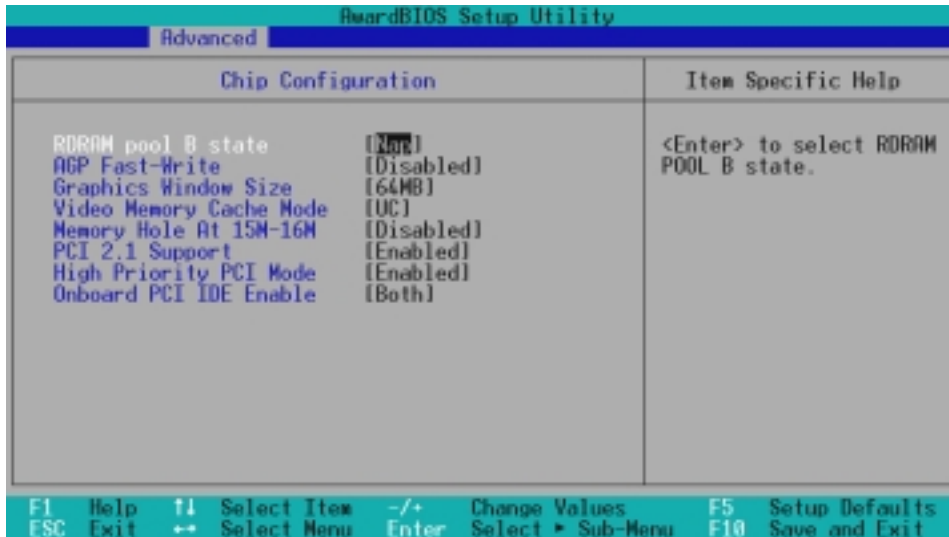 AwardBIOS Setup Utility
Advanced
Chip Configuration
Item Specific Help
RDRAM pool B state [Nap]
AGP Fast-Write [Disabled]
Graphics Window Size [64MB]
Video Memory Cache Mode [UC]
Memory Hole At 15M-16M [Disabled]
PCI 2.1 Support [Enabled]
High Priority PCI Mode [Enabled]
Onboard PCI IDE Enable [Both]
<Enter> to select RDRAM
POOL B state.
F1 Help ↑↓ Select Item -/+ Change Values F5 Setup Defaults
ESC Exit ←→ Select Menu Enter Select ► Sub-Menu F10 Save and Exit